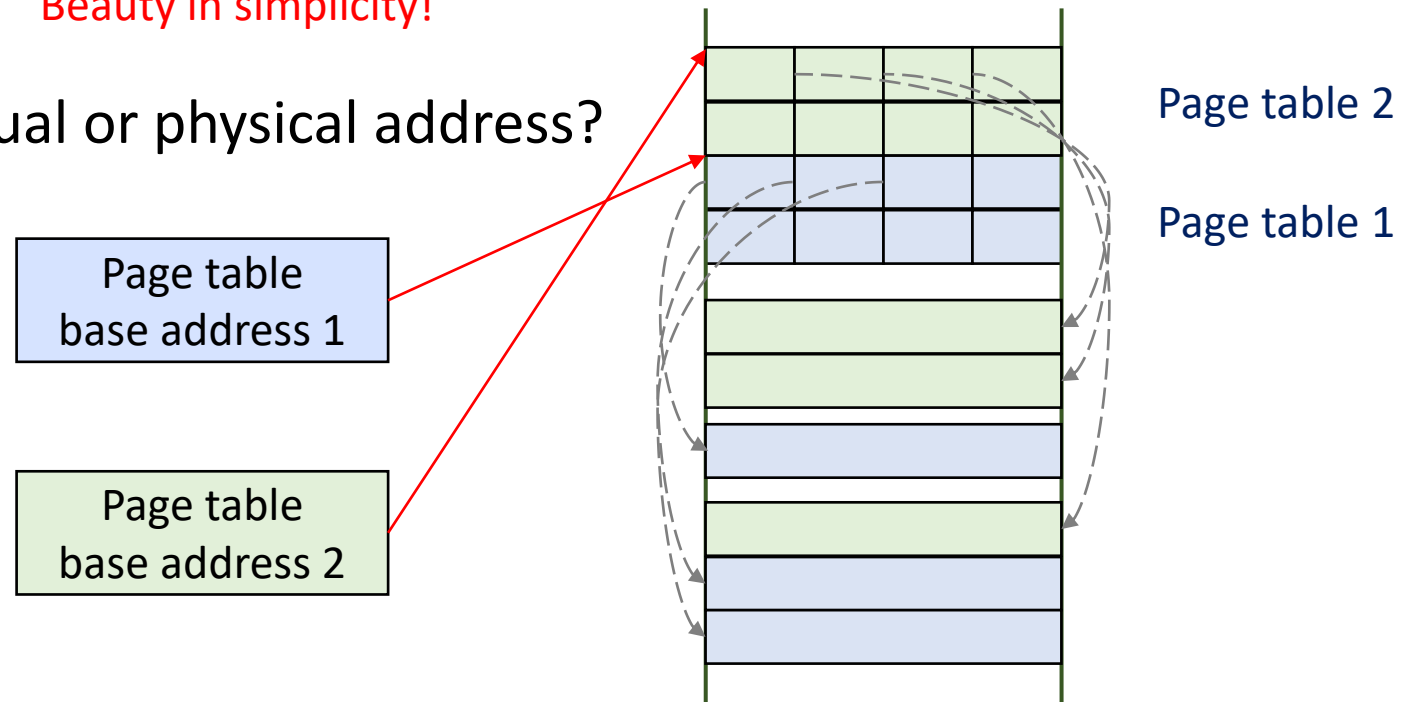 Beauty in simplicity!
ual or physical address?
Page table 2
Page table 1
Page table
base address 1
Page table
base address 2